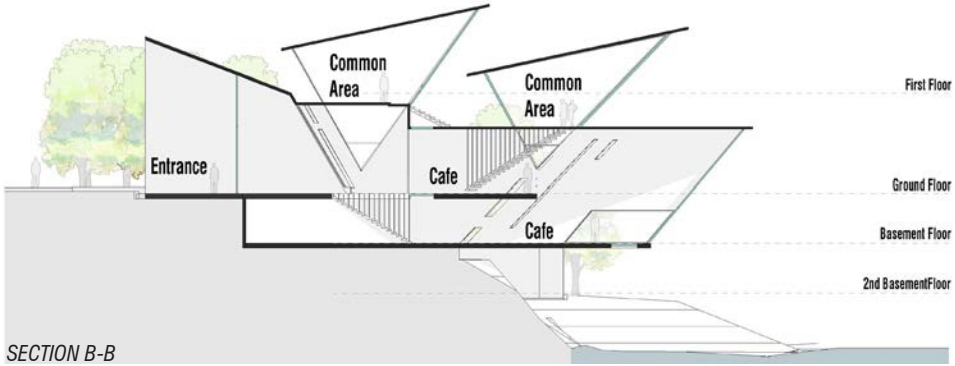 Common
Area
Common
Area
First Floor
Entrance
Cafe
Ground Floor
Cafe
Basement Floor
2nd BasementFloor
SECTION B-B